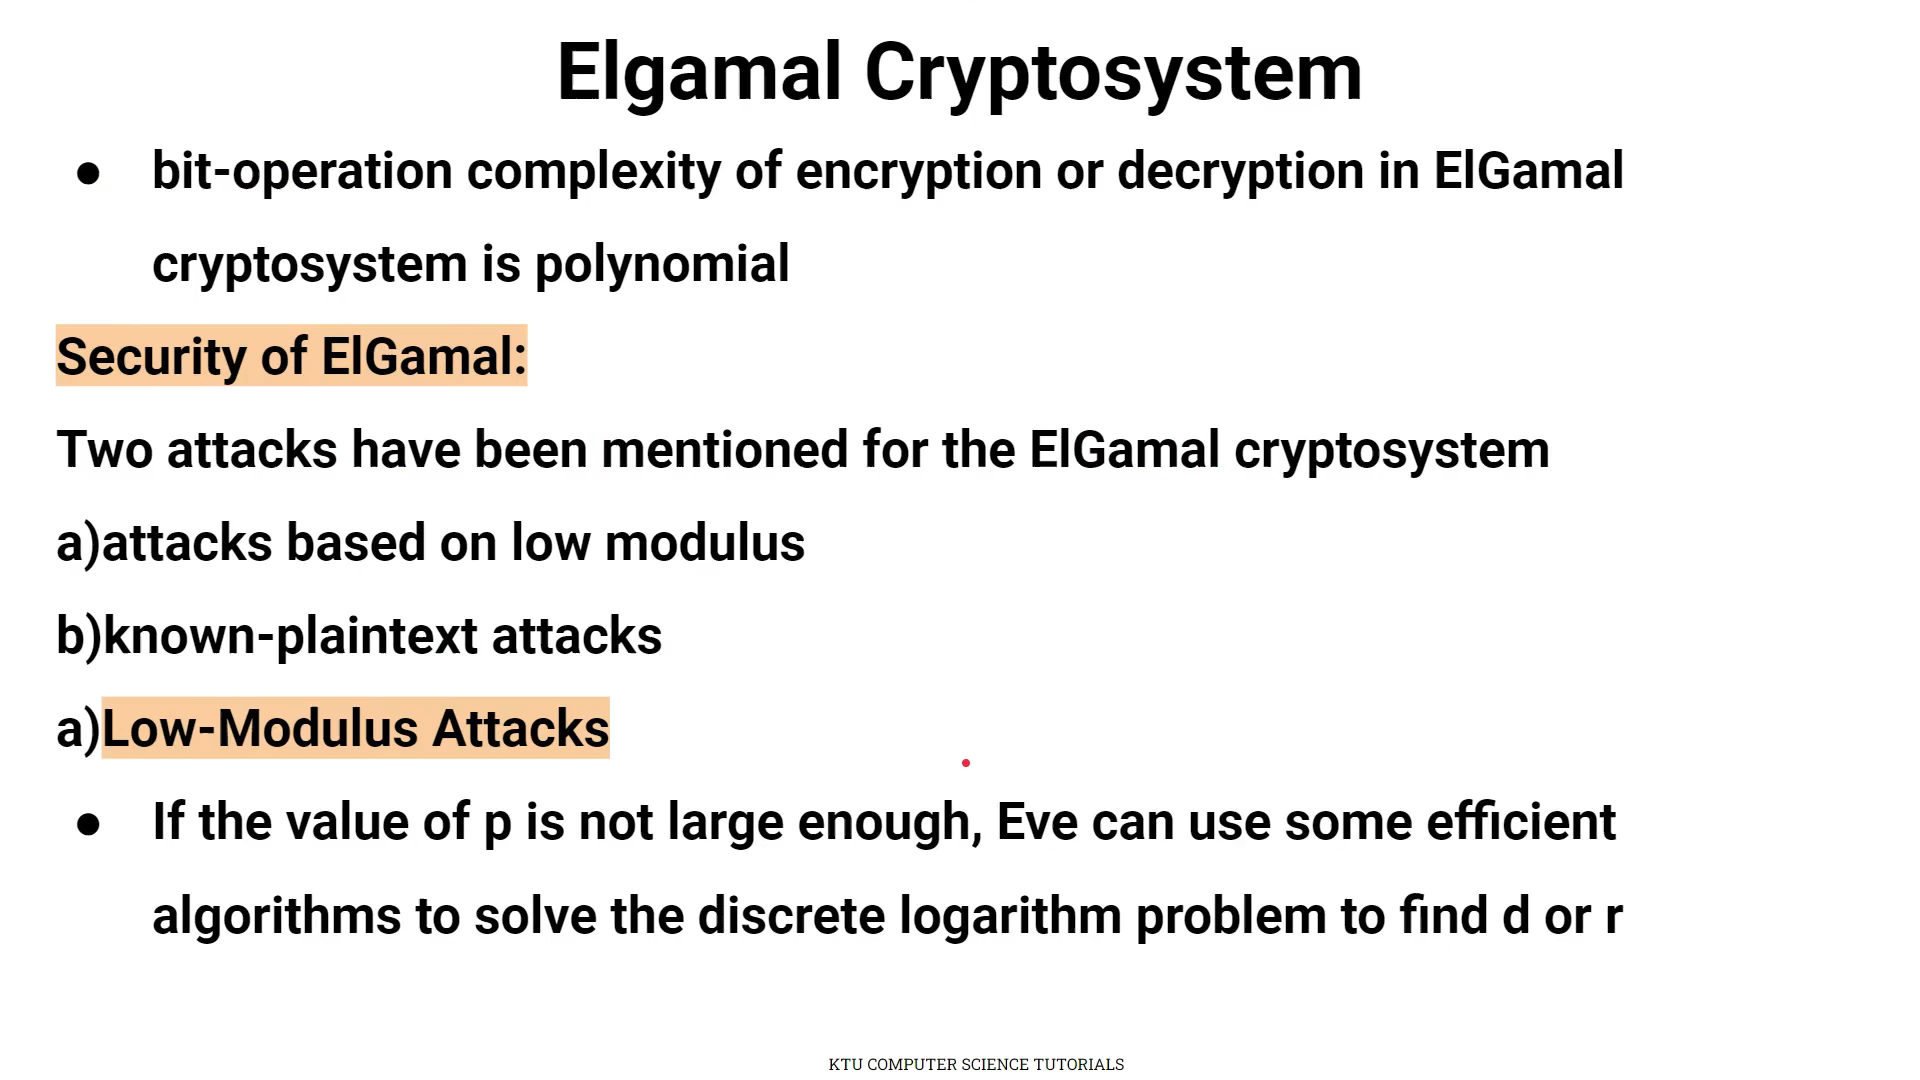 Elgamal Cryptosystem
● bit-operation complexity of encryption or decryption in ElGamal
cryptosystem is polynomial
Security of ElGamal:
Two attacks have been mentioned for the ElGamal cryptosystem
a)attacks based on low modulus
b)known-plaintext attacks
a)Low-Modulus Attacks
● If the value of p is not large enough, Eve can use some efficient
algorithms to solve the discrete logarithm problem to find d or r
KTU COMPUTER SCIENCE TUTORIALS